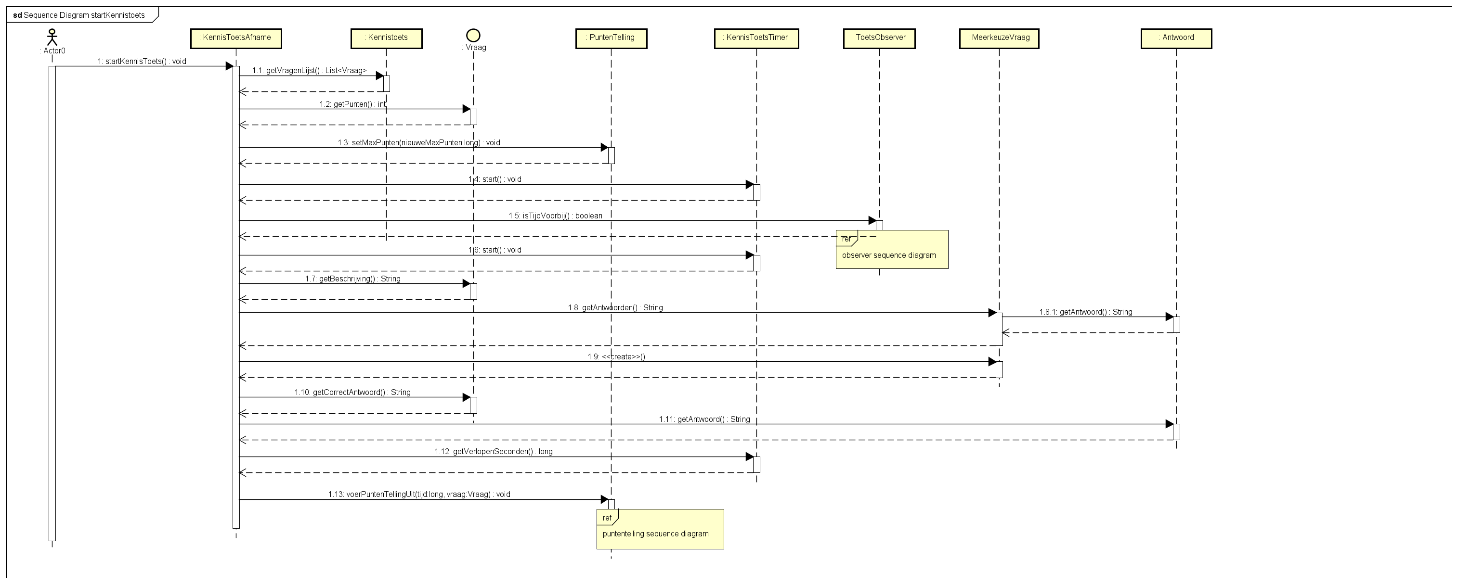 sd Sequence Diagram startKennistoets
: Actor0
KennisToetsAfname
: Kennistoets
: Vraag
: PuntenTelling
: KennisToetsTimer
ToetsObserver
MeerkeuzeVraag
: Antwoord
1: startKennisToets() : void
1.1: getVragenLijst() : List<Vraag>
1.2: getPunten() : int
1.3: setMaxPunten(nieuweMaxPunten:long) : void
1.4: start() : void
1.5: isTijdVoorbij() : boolean
ref
observer sequence diagram
1.6: start() : void
1.7: getBeschrijving() : String
1.8: getAntwoorden() : String
1.8.1: getAntwoord() : String
1.9: <<create>>()
1.10: getCorrectAntwoord() : String
1.11: getAntwoord() : String
1.12: getVerlopenSeconden() : long
1.13: voerPuntenTellingUit(tijd:long, vraag:Vraag) : void
ref
puntentelling sequence diagram